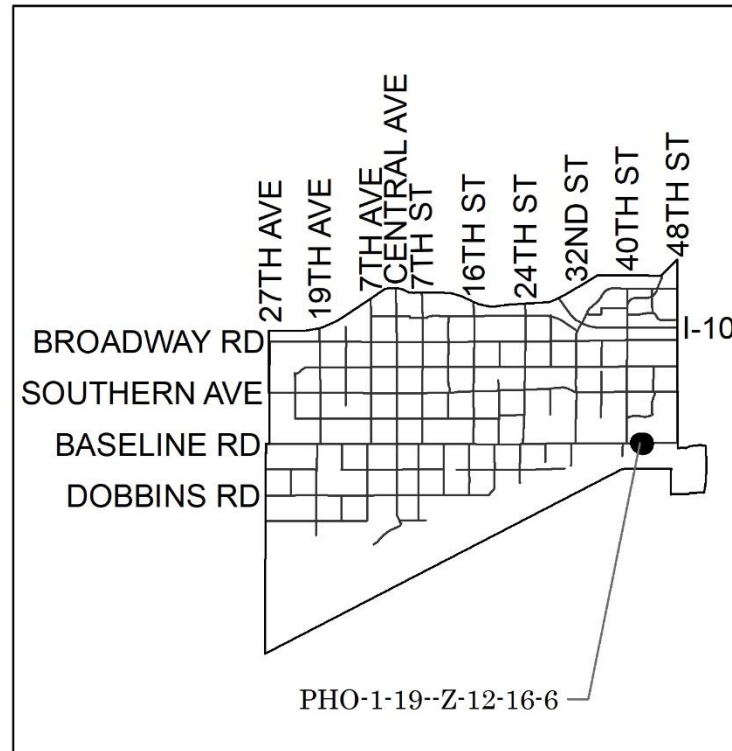 27TH AVE
19TH AVE
7TH AVE
CENTRAL AVE
7TH ST
16TH ST
24TH ST
32ND ST
40TH ST
48TH ST
I-10
BROADWAY RD
SOUTHERN AVE
BASELINE RD
DOBBINS RD
PHO-1-19--Z-12-16-6